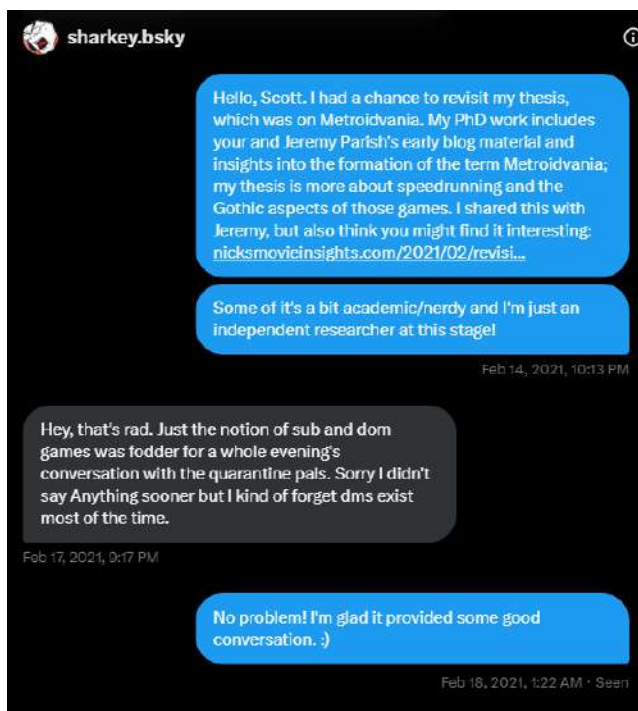 sharkey.bsky
Hello, Scott. I had a chance to revisit my thesis,
which was on Metroidvania. My PhD work includes
your and Jeremy Parish's early blog material and
insights into the formation of the term Metroidvania;
my thesis is more about speedrunning and the
Gothic aspects of those games. I shared this with
Jeremy, but also think you might find it interesting:
nicksmovieinsights.com/2021/02/revisi...
Some of it's a bit academic/nerdy and I'm just an
independent researcher at this stage!
Feb 14, 2021, 10:13 PM
Hey, that's rad. Just the notion of sub and dom
games was fodder for a whole evening's
conversation with the quarantine pals. Sorry I didn't
say Anything sooner but I kind of forget dms exist
most of the time.
Feb 17, 2021, 9:17 PM
No problem! I'm glad it provided some good
conversation. :)
Feb 18, 2021, 1:22 AM · Seen